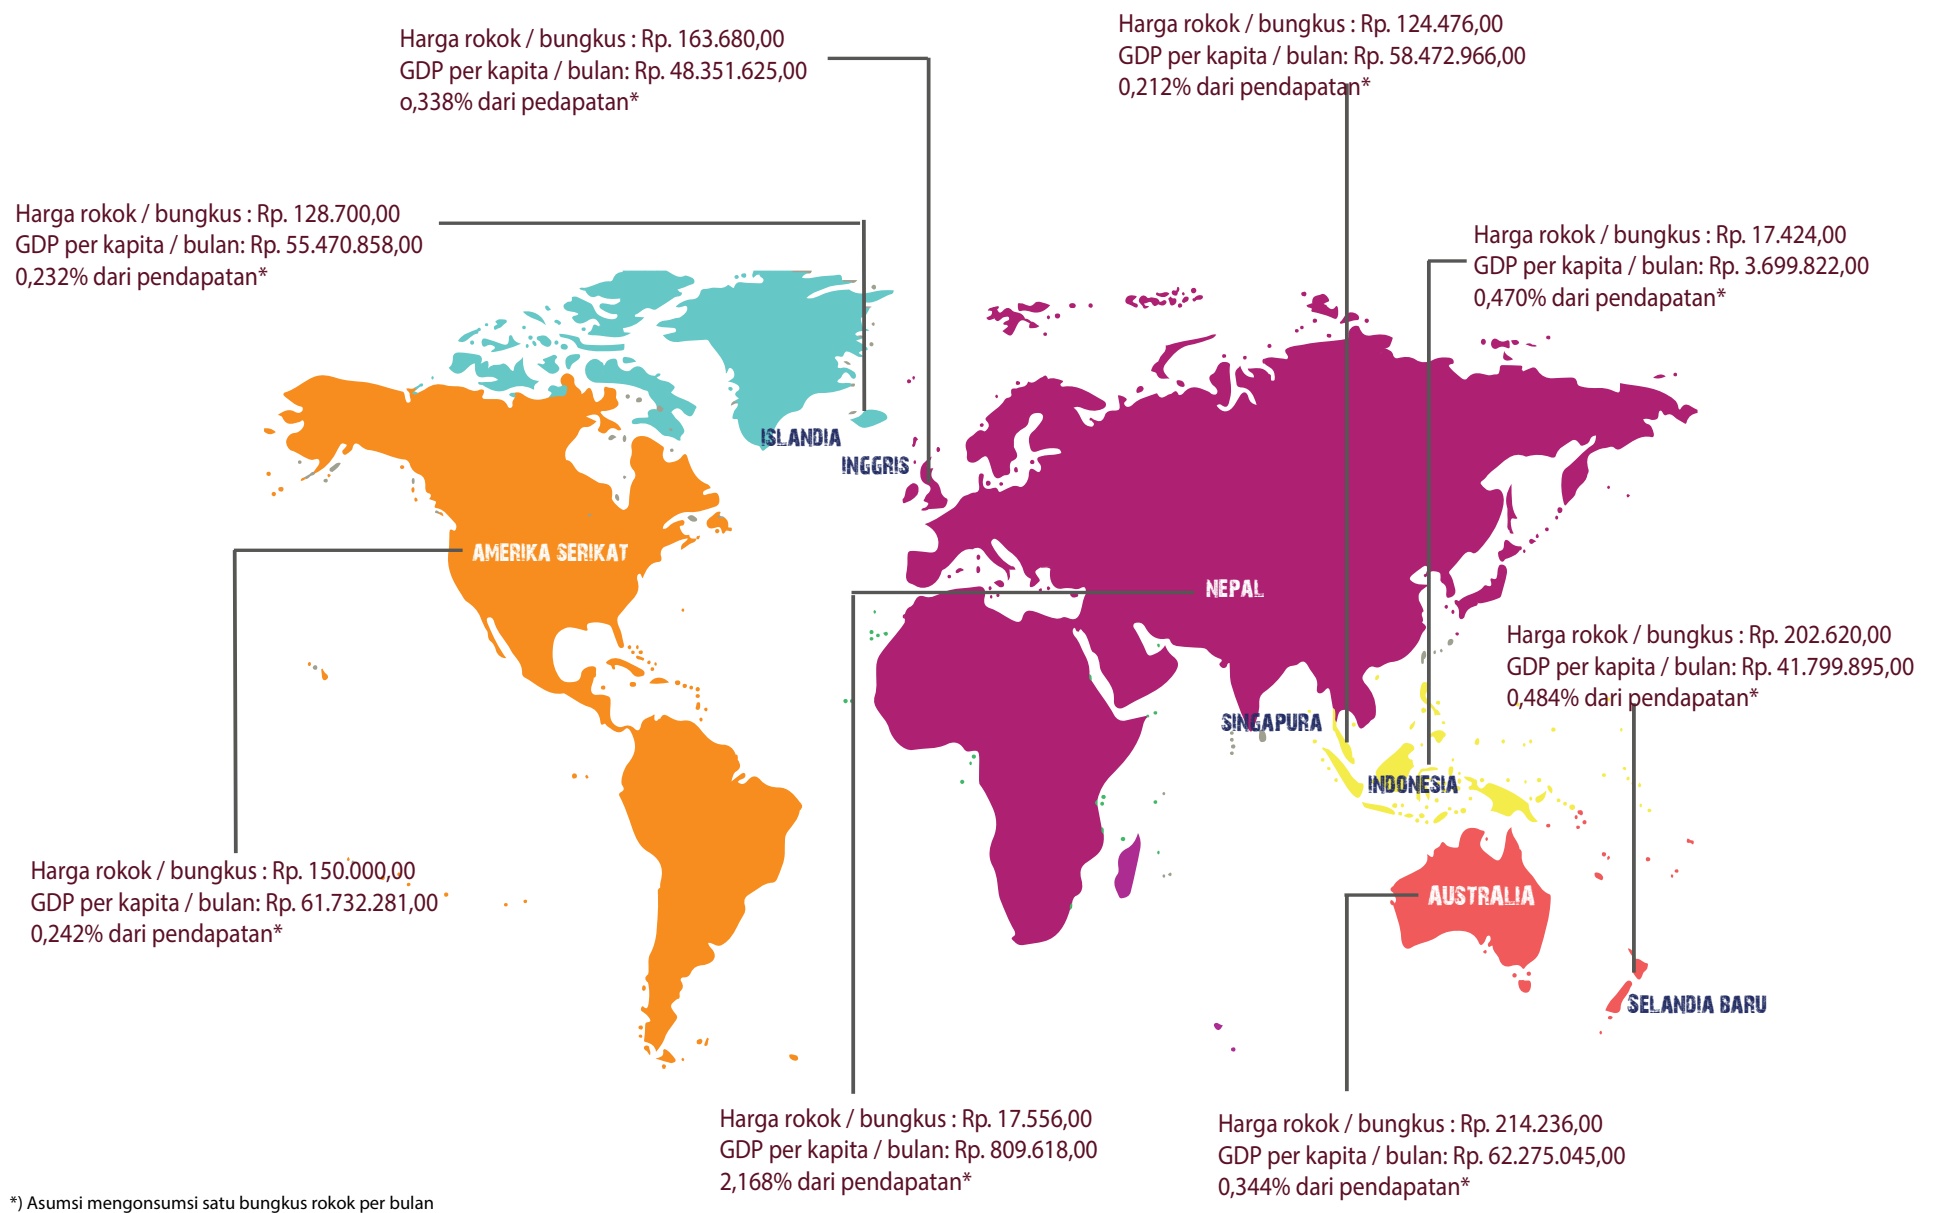 Harga rokok / bungkus : Rp. 163.680,00
GDP per kapita / bulan: Rp. 48.351.625,00
o,338% dari pedapatan*
Harga rokok / bungkus : Rp. 124.476,00
GDP per kapita / bulan: Rp. 58.472.966,00
0,212% dari pendapatan*
Harga rokok / bungkus : Rp. 128.700,00
GDP per kapita / bulan: Rp. 55.470.858,00
0,232% dari pendapatan*
Harga rokok / bungkus : Rp. 17.424,00
GDP per kapita / bulan: Rp. 3.699.822,00
0,470% dari pendapatan*
ISLANDIA
INGGRIS
AMERIKA SERIKAT
NEPAL
Harga rokok / bungkus : Rp. 202.620,00
GDP per kapita / bulan: Rp. 41.799.895,00
0,484% dari pendapatan*
SINGAPURA
INDONESIA
Harga rokok / bungkus : Rp. 150.000,00
GDP per kapita / bulan: Rp. 61.732.281,00
0,242% dari pendapatan*
AUSTRALIA
SELANDIA BARU
Harga rokok / bungkus : Rp. 17.556,00
GDP per kapita / bulan: Rp. 809.618,00
2,168% dari pendapatan*
Harga rokok / bungkus : Rp. 214.236,00
GDP per kapita / bulan: Rp. 62.275.045,00
0,344% dari pendapatan*
*) Asumsi mengonsumsi satu bungkus rokok per bulan